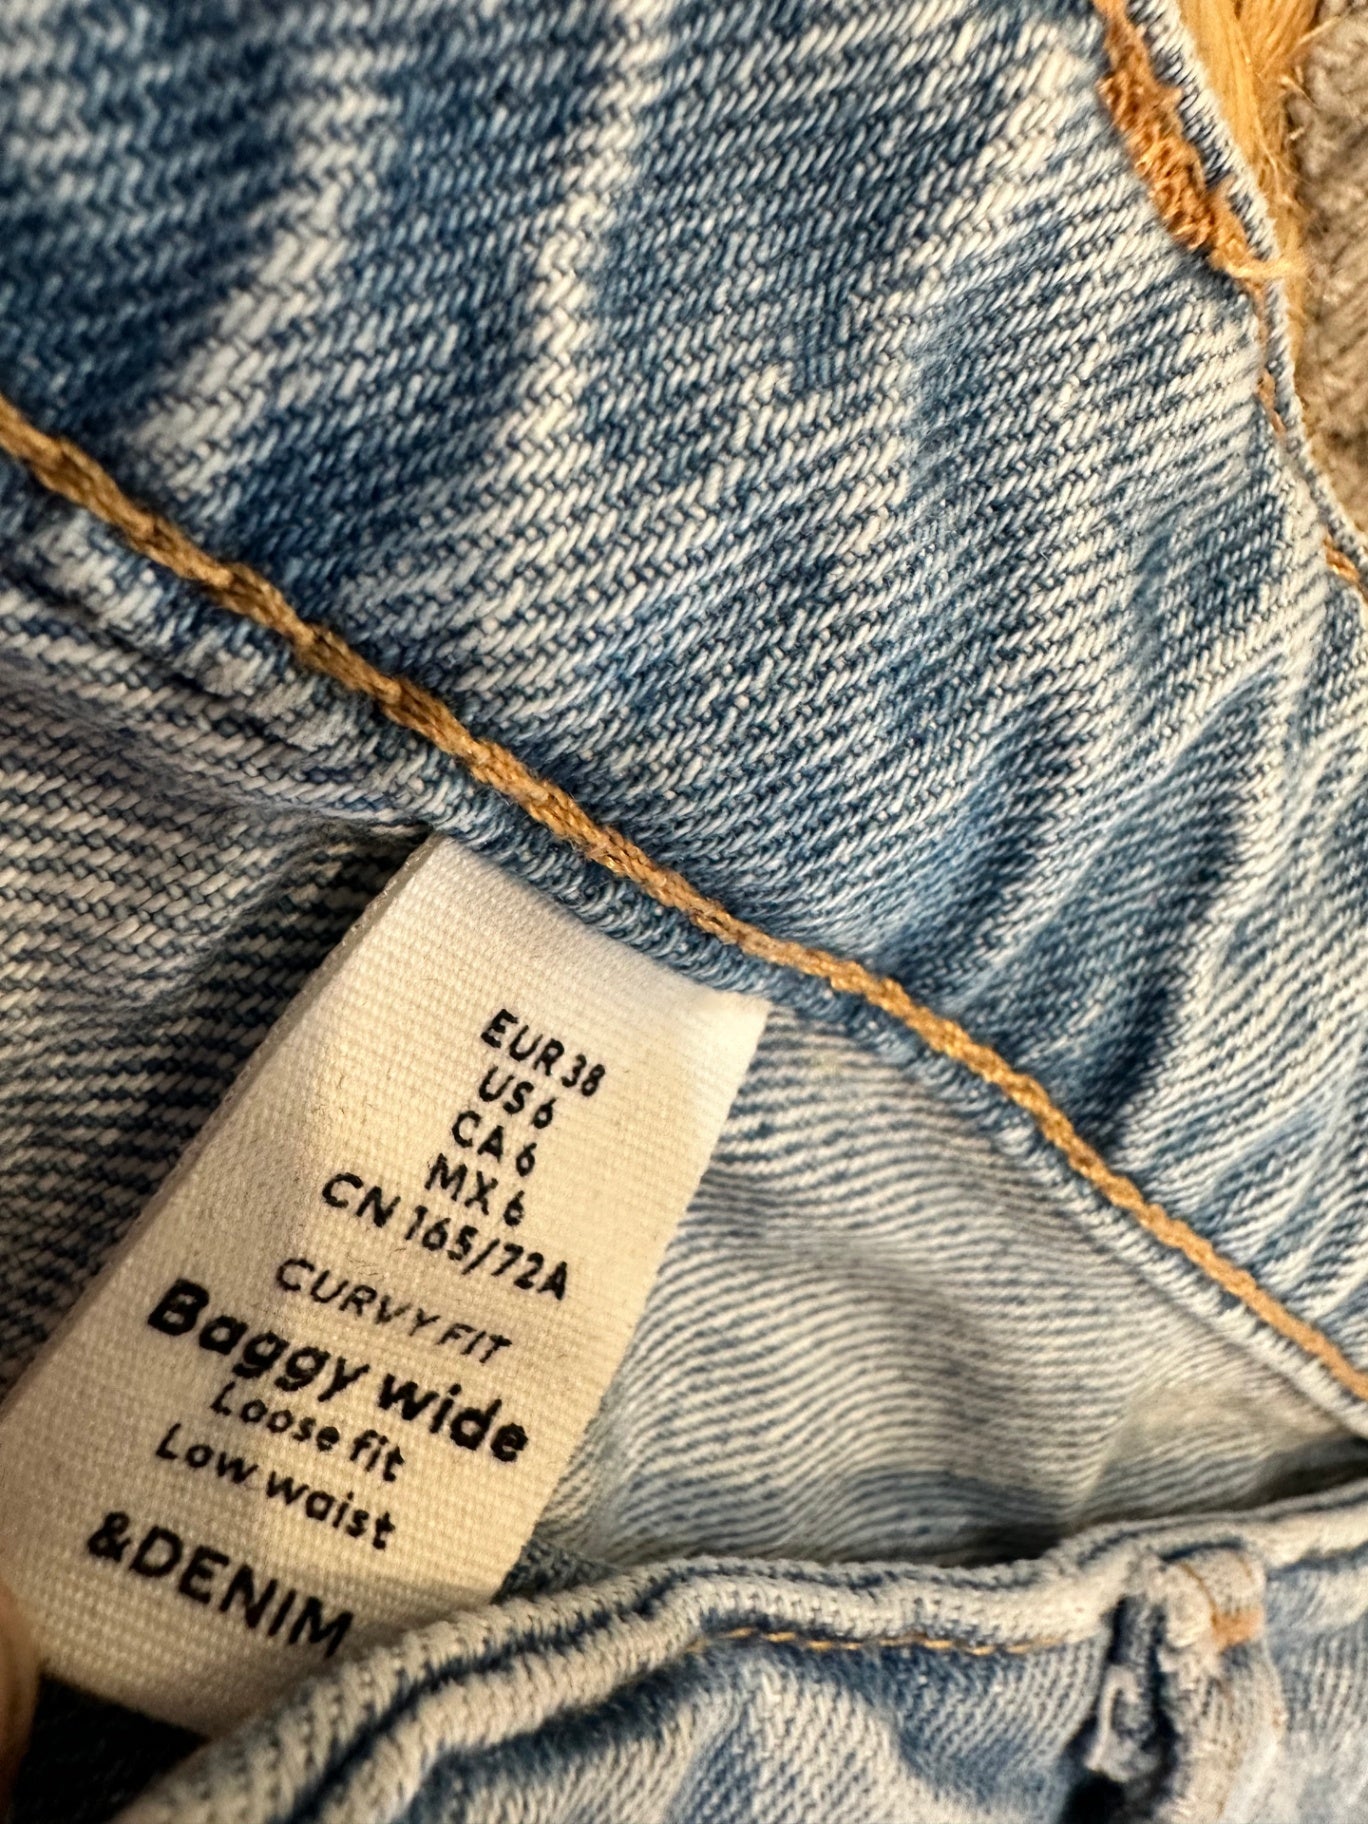 EUR 38
US 6
CA 6
MX 6
CN 165/72A
CURVY FIT
Baggy wide
Loose fit
Low waist
&DENIM